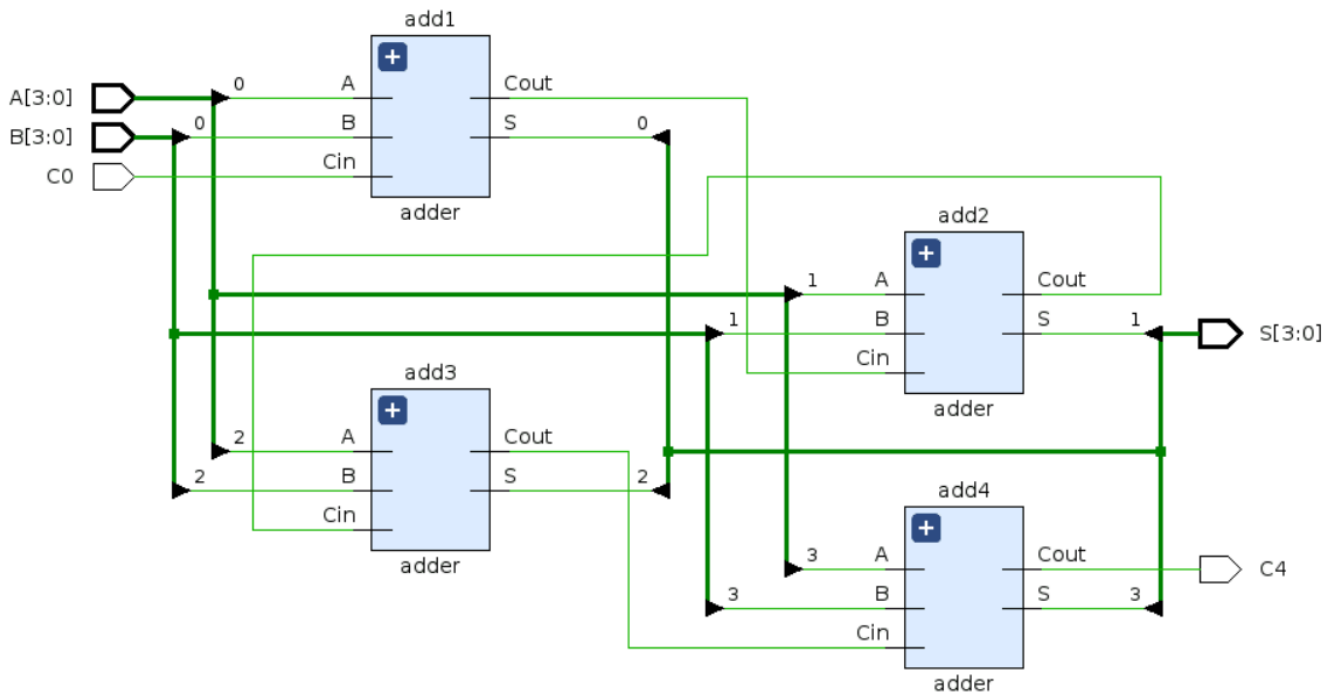 add1
0 A Cout
A[3:0]
0 B S 0
B[3:0]
Cin
C0
adder
add2
1 A Cout
1 B S 1
S[3:0]
Cin
add3
adder
2 A Cout
2 B S 2
add4
Cin
3 A Cout
adder
C4
3 B S 3
Cin
adder